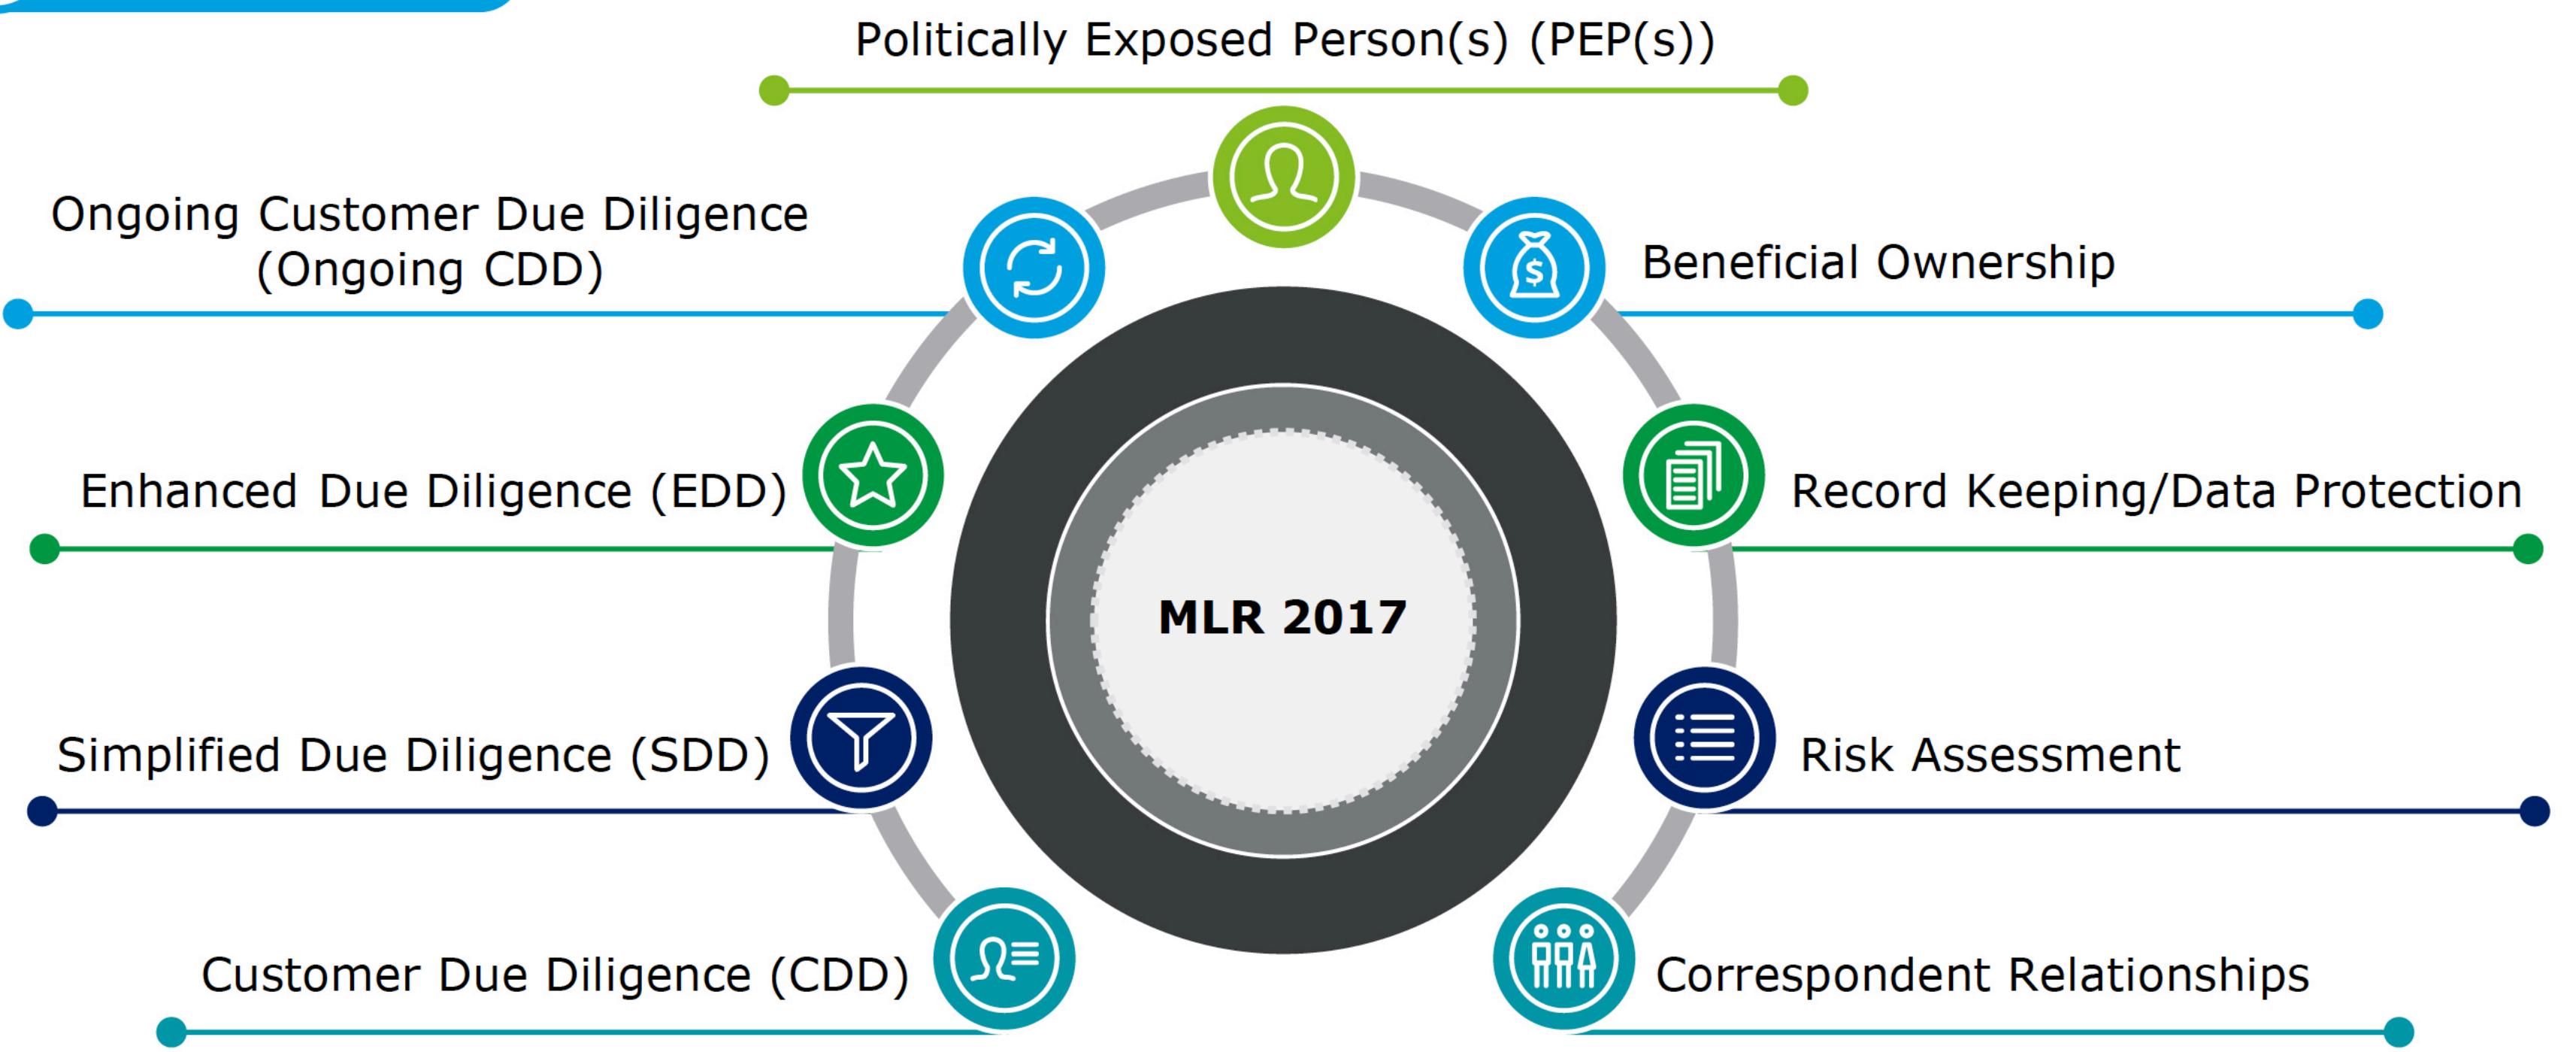 Politically Exposed Person(s) (PEP(s))
Ongoing Customer Due Diligence
(Ongoing CDD)
Beneficial Ownership
Enhanced Due Diligence (EDD)
Record Keeping/Data Protection
MLR 2017
Simplified Due Diligence (SDD)
Risk Assessment
Customer Due Diligence (CDD)
Correspondent Relationships
$